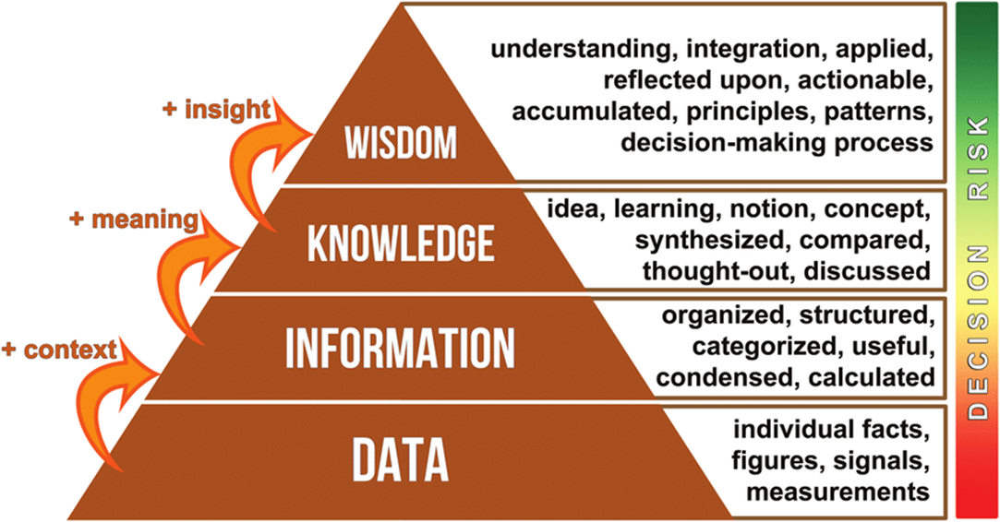 understanding, integration, applied,
reflected upon, actionable,
accumulated, principles, patterns,
decision-making process
+ insight
WISDOM
idea, learning, notion, concept,
synthesized, compared,
thought-out, discussed
+ meaning
KNOWLEDGE
organized, structured,
categorized, useful,
condensed, calculated
+ context
INFORMATION
individual facts,
figures, signals,
measurements
DATA
DECISION RISK